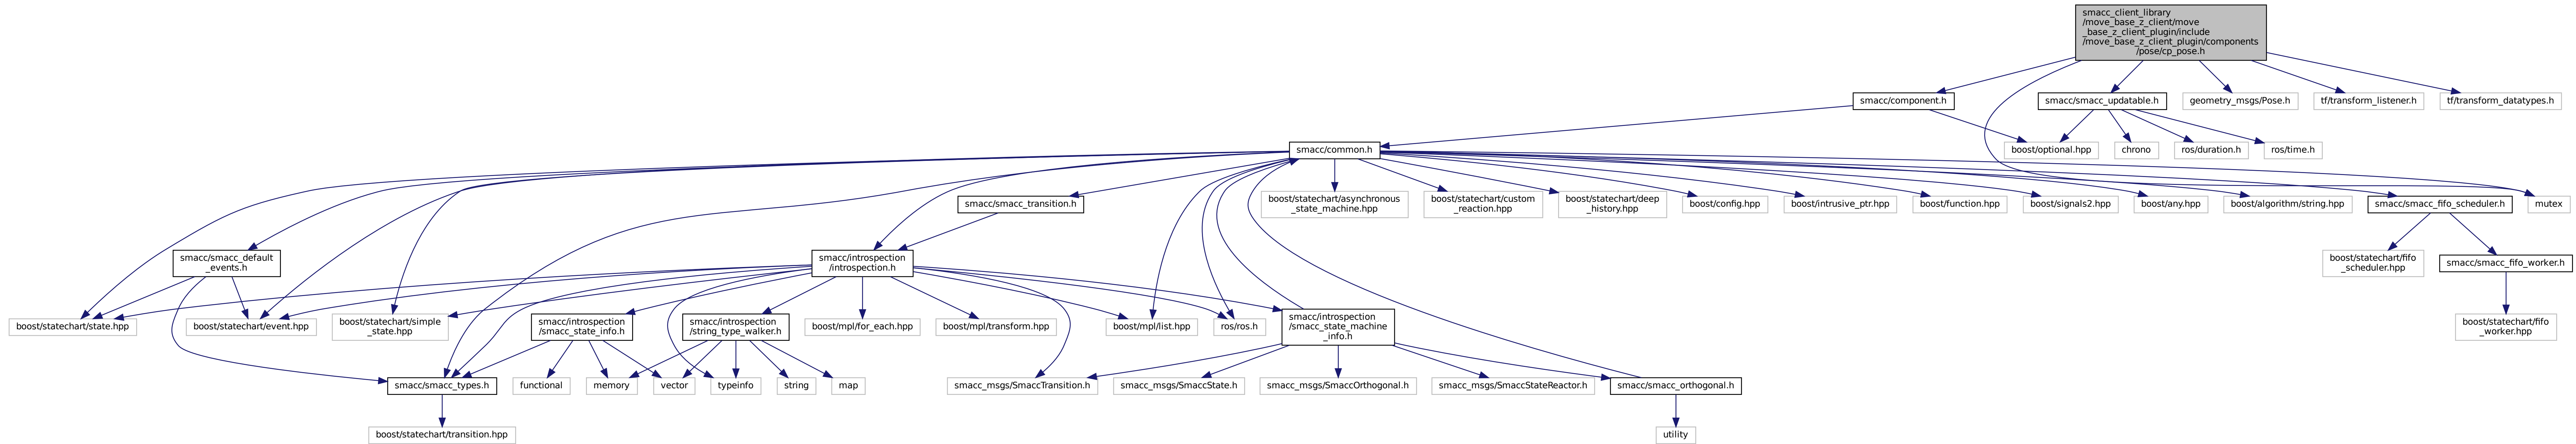 smacc_client_library
/move_base_z_client/move
_base_z_client_plugin/include
/move_base_z_client_plugin/components
/pose/cp_pose.h
smacc/component.h
smacc/smacc_updatable.h
geometry_msgs/Pose.h
tf/transform_listener.h
tf/transform_datatypes.h
smacc/common.h
boost/optional.hpp
chrono
ros/duration.h
ros/time.h
smacc/smacc_transition.h
boost/statechart/asynchronous
_state_machine.hpp
boost/statechart/custom
_reaction.hpp
boost/statechart/deep
_history.hpp
boost/config.hpp
boost/intrusive_ptr.hpp
boost/function.hpp
boost/signals2.hpp
boost/any.hpp
boost/algorithm/string.hpp
smacc/smacc_fifo_scheduler.h
mutex
smacc/smacc_default
_events.h
smacc/introspection
/introspection.h
boost/statechart/fifo
_scheduler.hpp
smacc/smacc_fifo_worker.h
boost/statechart/state.hpp
boost/statechart/event.hpp
boost/statechart/simple
_state.hpp
smacc/introspection
/smacc_state_info.h
smacc/introspection
/string_type_walker.h
boost/mpl/for_each.hpp
boost/mpl/transform.hpp
boost/mpl/list.hpp
ros/ros.h
smacc/introspection
/smacc_state_machine
_info.h
boost/statechart/fifo
_worker.hpp
smacc/smacc_types.h
functional
memory
vector
typeinfo
string
map
smacc_msgs/SmaccTransition.h
smacc_msgs/SmaccState.h
smacc_msgs/SmaccOrthogonal.h
smacc_msgs/SmaccStateReactor.h
smacc/smacc_orthogonal.h
boost/statechart/transition.hpp
utility